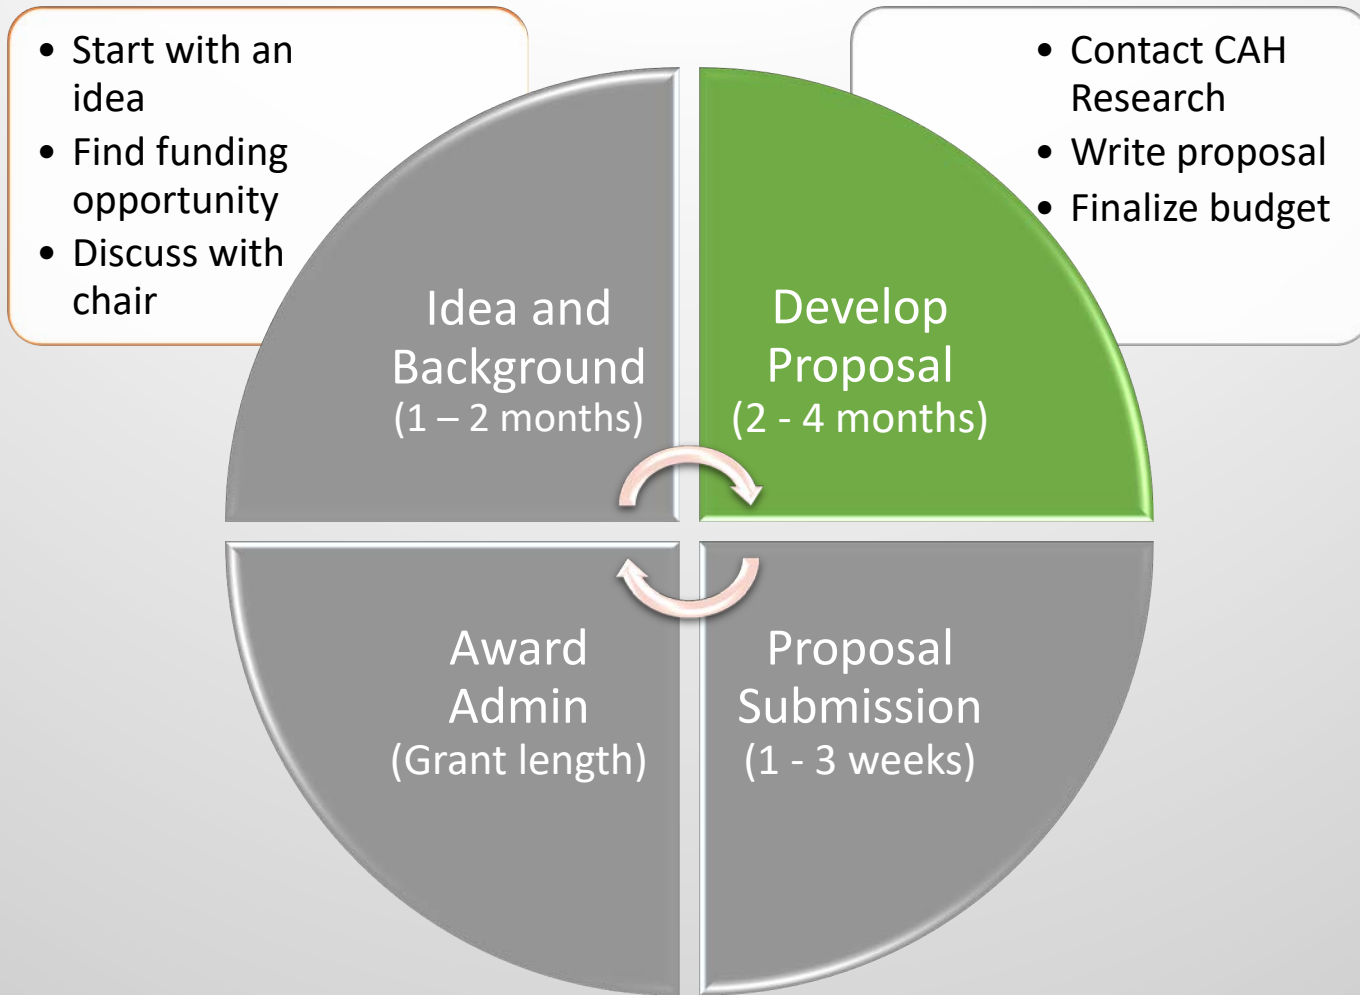 • Start with an
idea
• Find funding
opportunity
• Discuss with
chair
• Contact CAH
Research
• Write proposal
• Finalize budget
Idea and
Background
(1 – 2 months)
Develop
Proposal
(2 - 4 months)
Award
Admin
(Grant length)
Proposal
Submission
(1 - 3 weeks)